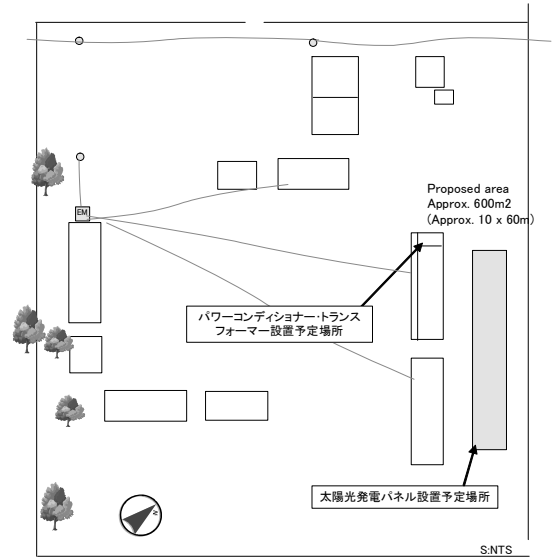 Proposed area
Approx. 600m2
(Approx. 10 x 60m)
EM
パワーコンディショナー・トランス
フォーマー設置予定場所
太陽光発電パネル設置予定場所
N
S:NTS